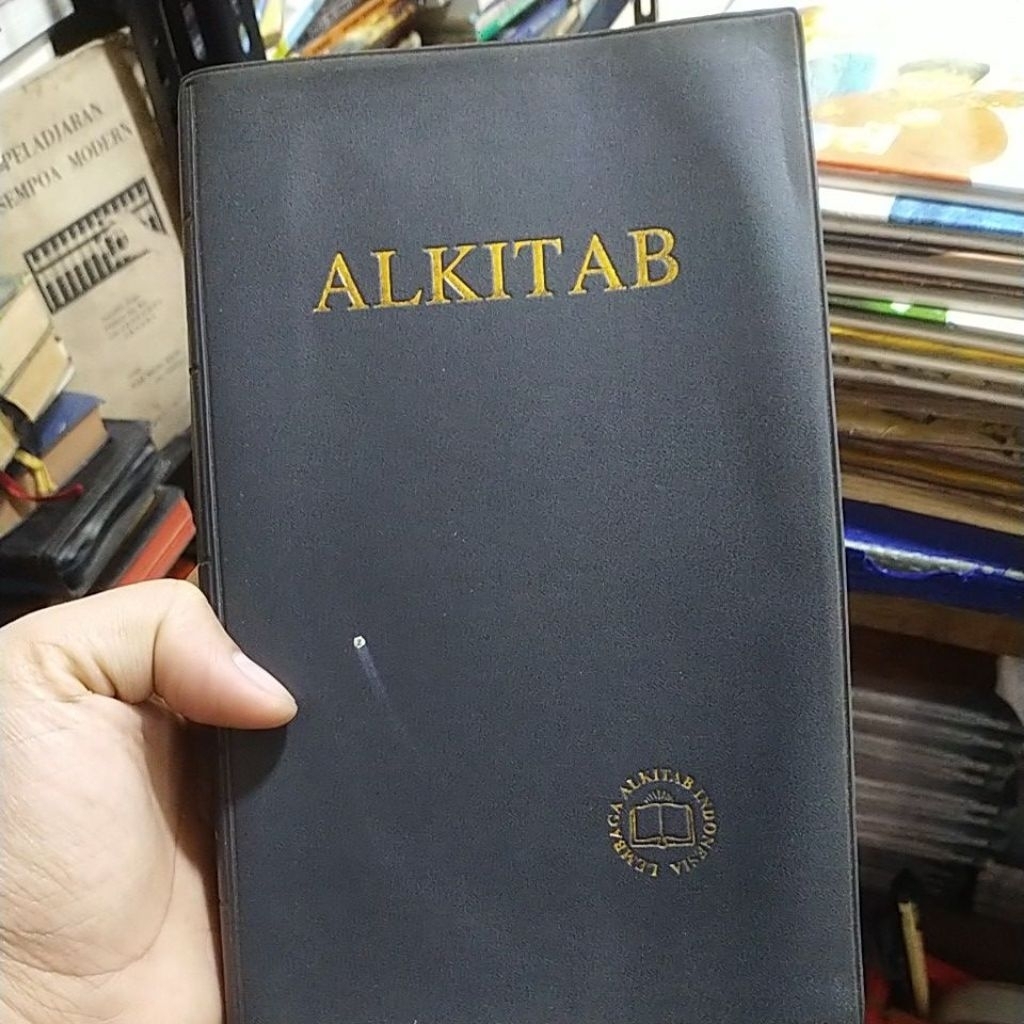 PELADJARAN
SEMPOA MODERN
ALKITAB
LEMBAGA ALKITAB INDONESIA